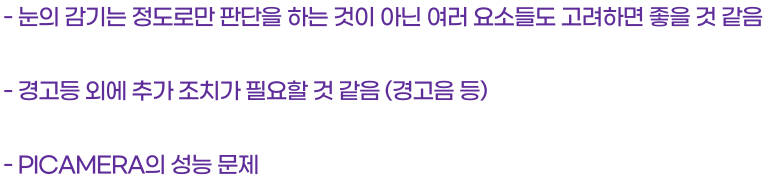 - 눈의 감기는 정도로만 판단을 하는 것이 아닌 여러 요소들도 고려하면 좋을 것 같음
- 경고등 외에 추가 조치가 필요할 것 같음 (경고음 등)
- PICAMERA의 성능 문제